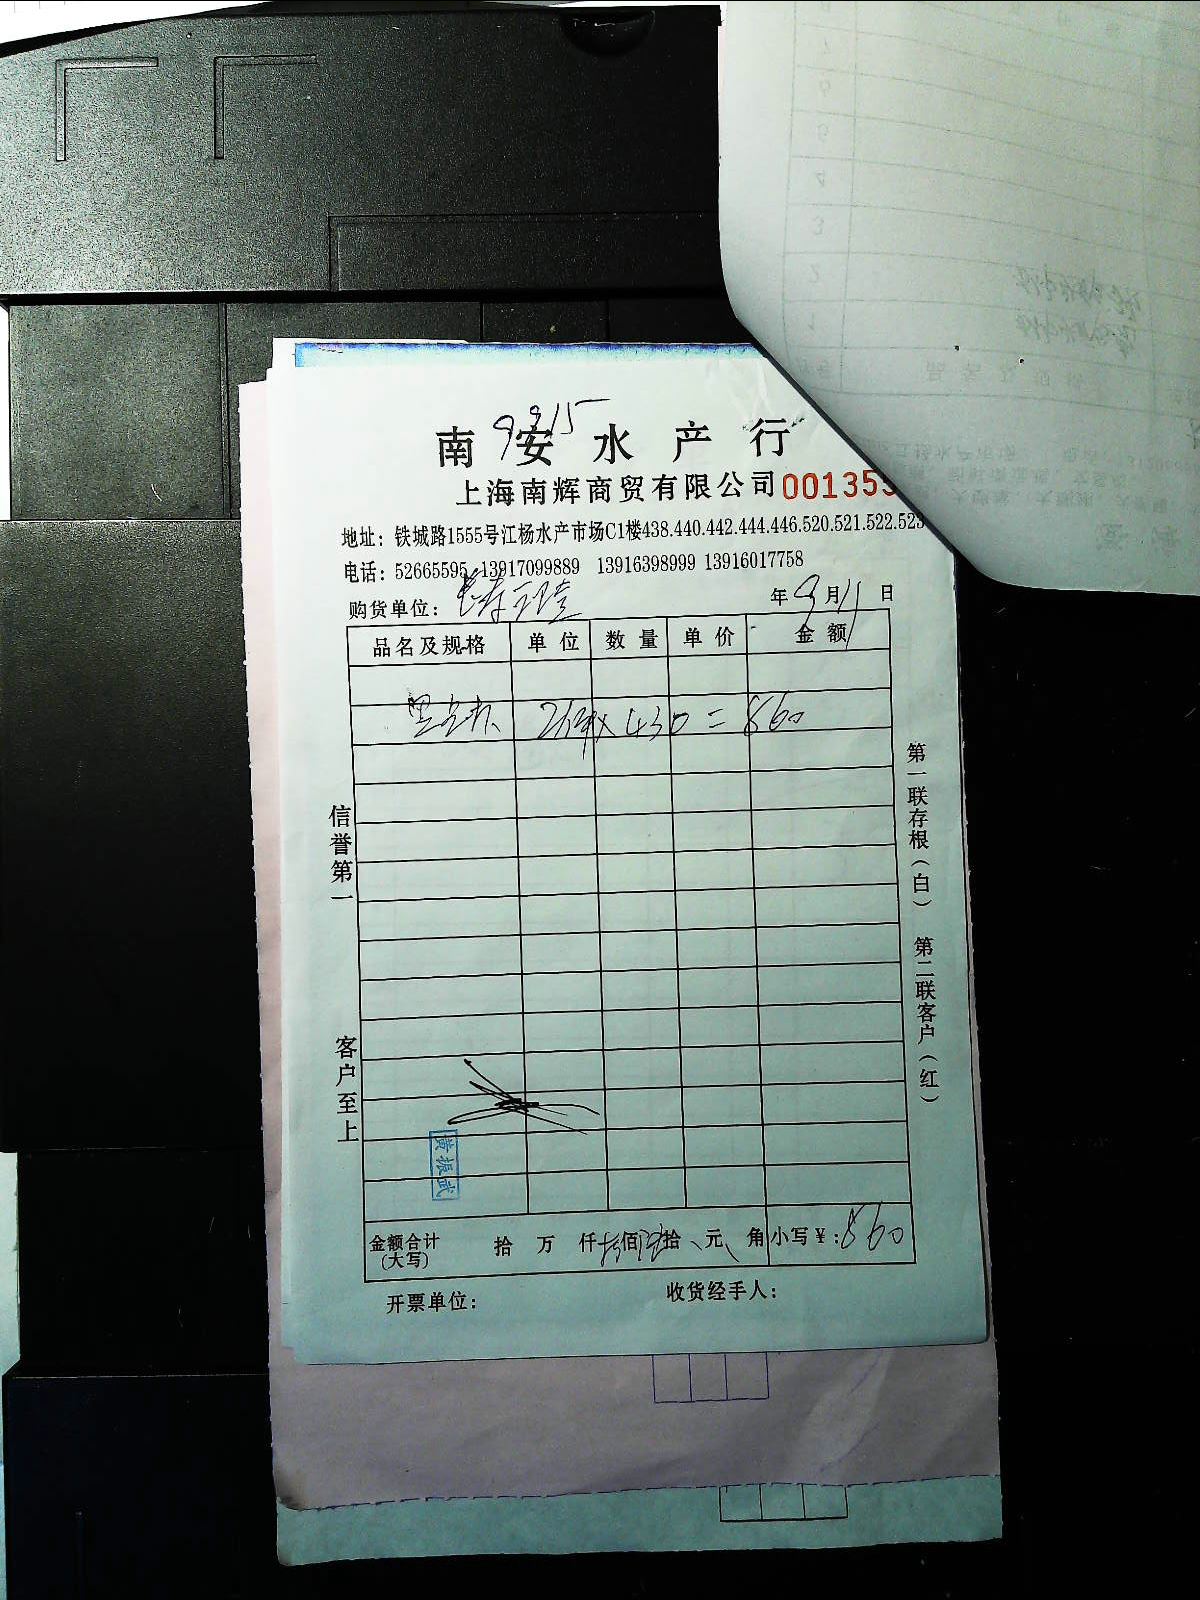 9915
南安水产行
上海南辉商贸有限公司 001355
地址：铁城路1555号江杨水产市场C1楼438.440.442.444.446.520.521.522.523
电话：52665595 13917099889 13916398999 13916017758
购货单位： 年9月11日
品名及规格 单位 数量 单价 金额
2 × 430 = 860
信誉第一
客户至上
第一联存根（白） 第二联客户（红）
黄振武
金额合计（大写） 拾 万 仟 捌佰 陆拾 元 角 小写￥：860
开票单位： 收货经手人：